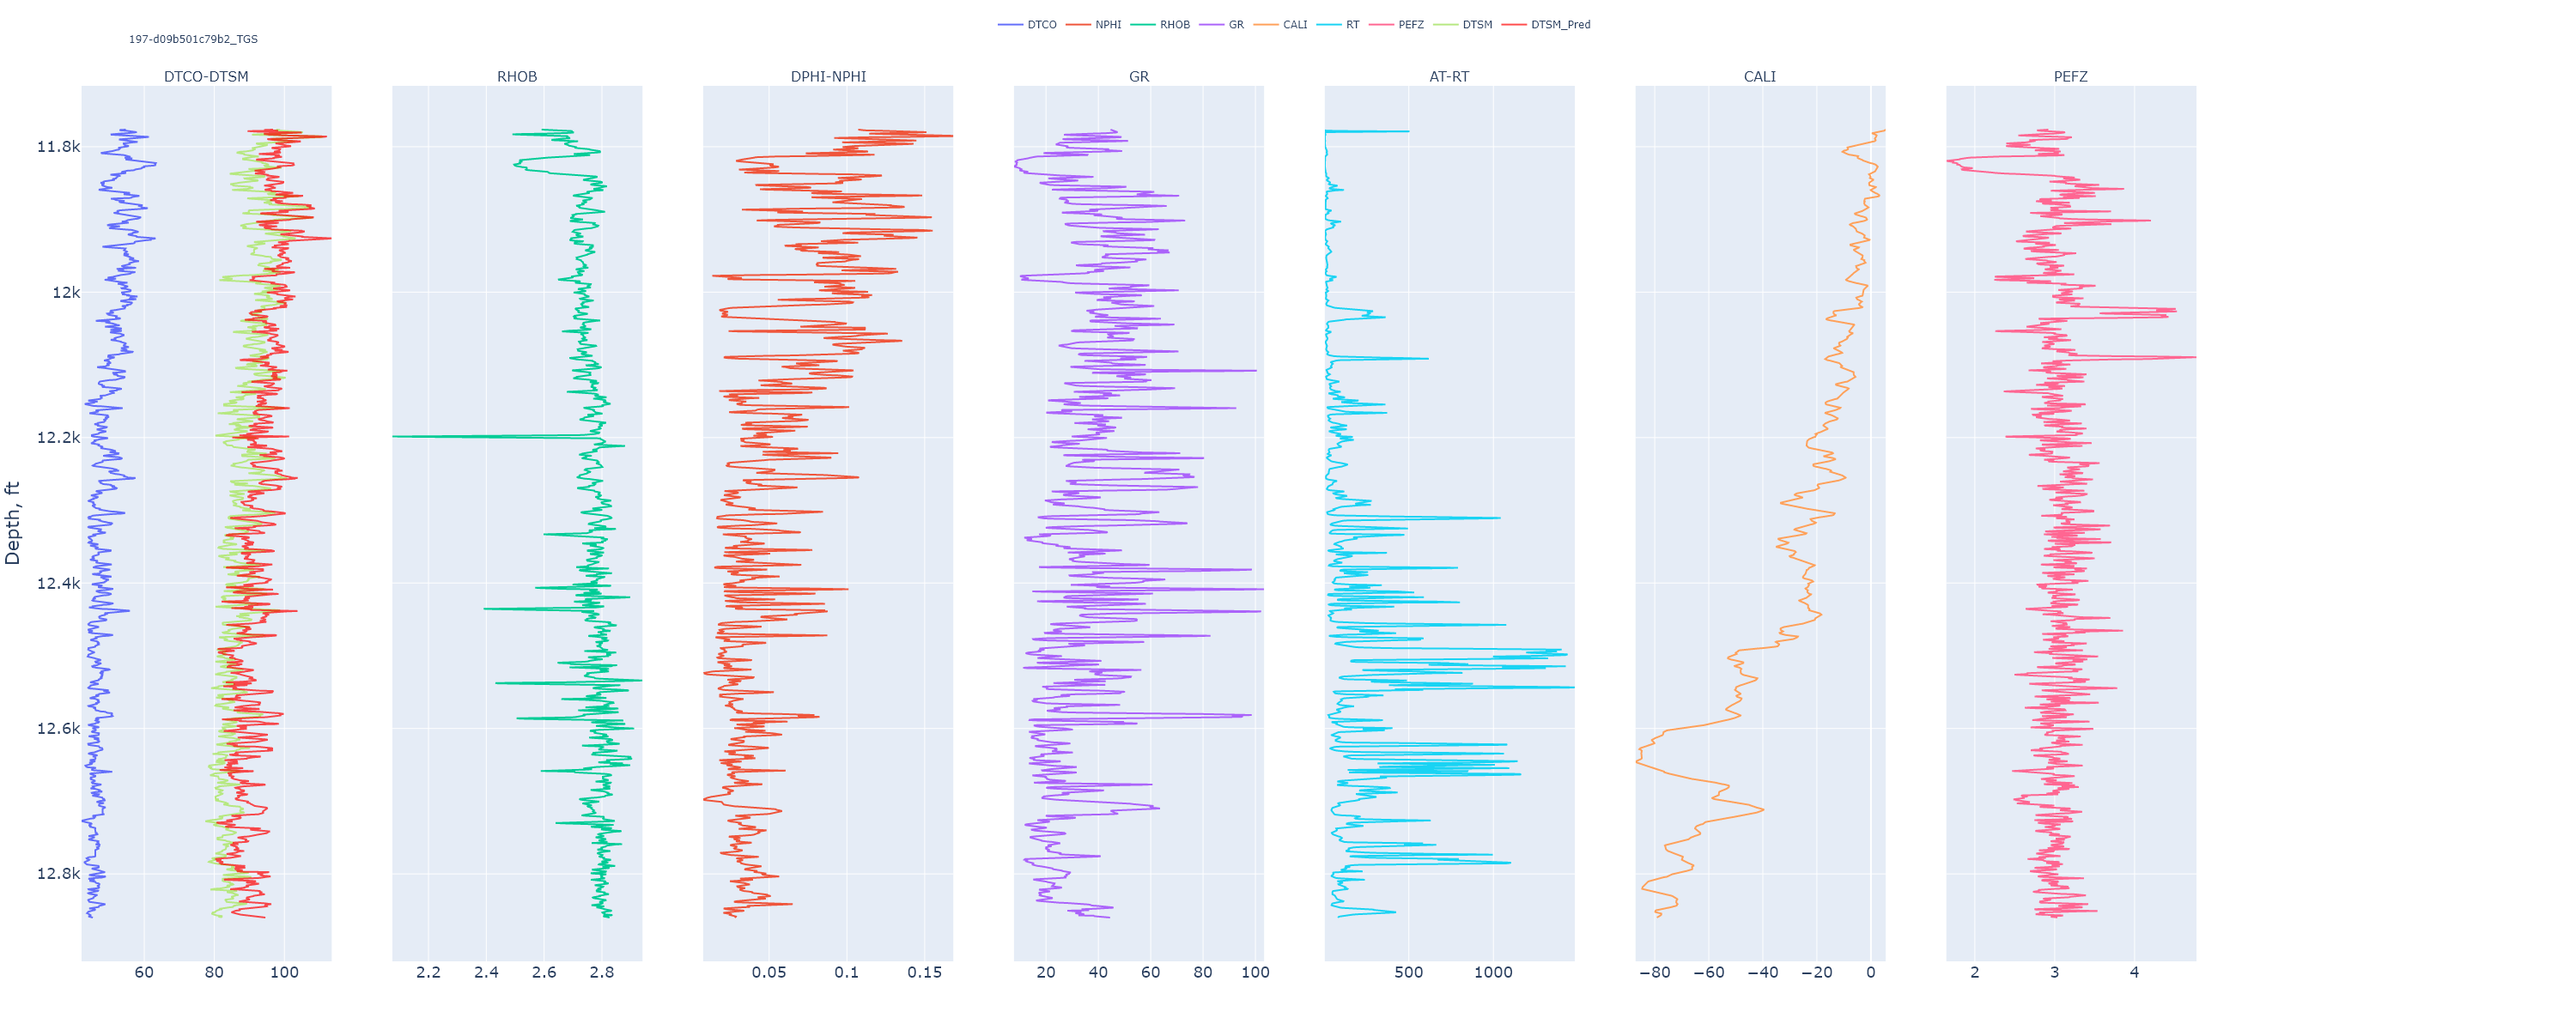 DTCO NPHI RHOB GR CALI RT PEFZ DTSM DTSM_Pred
197-d09b501c79b2_TGS
DTCO-DTSM RHOB DPHI-NPHI GR AT-RT CALI PEFZ
Depth, ft
11.8k
12k
12.2k
12.4k
12.6k
12.8k
60 80 100 2.2 2.4 2.6 2.8 0.05 0.1 0.15 20 40 60 80 100 500 1000 −80 −60 −40 −20 0 2 3 4